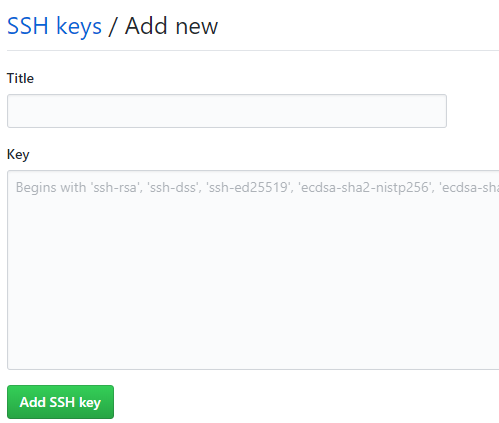 SSH keys / Add new
Title
Key
Begins with 'ssh-rsa', 'ssh-dss', 'ssh-ed25519', 'ecdsa-sha2-nistp256', 'ecdsa-sha
Add SSH key